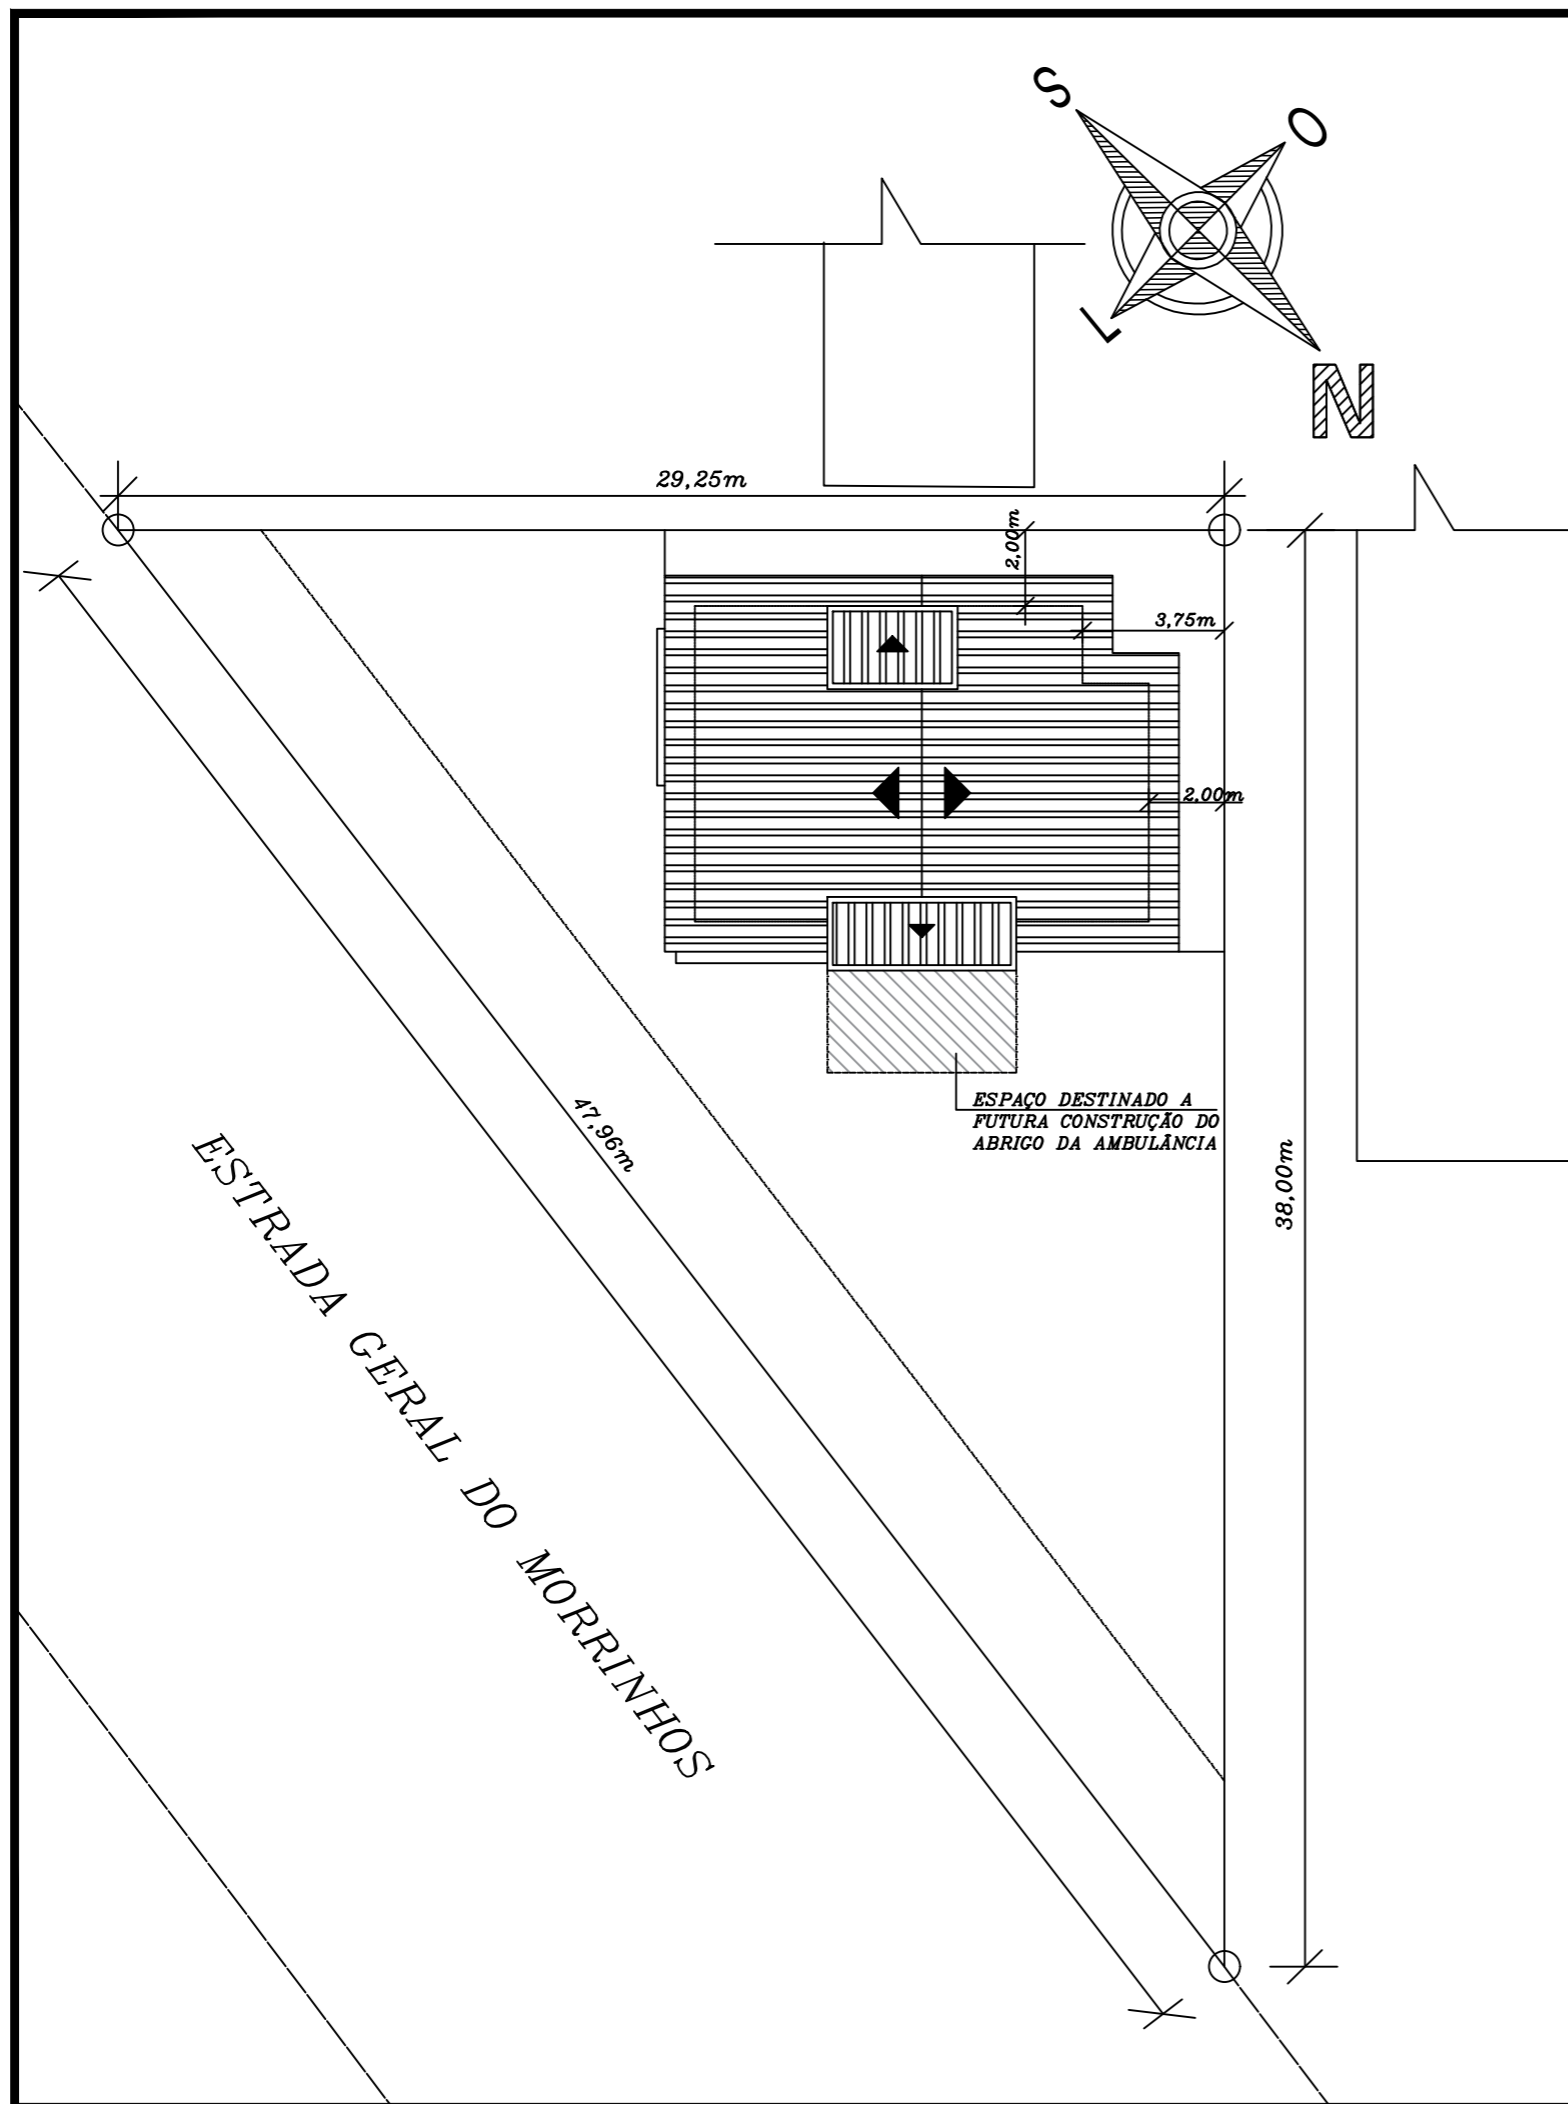 S
O
L
N
29,25m
2,00m
3,75m
2,00m
ESPAÇO DESTINADO A
FUTURA CONSTRUÇÃO DO
ABRIGO DA AMBULÂNCIA
47,96m
38,00m
ESTRADA GERAL DO MORRINHOS